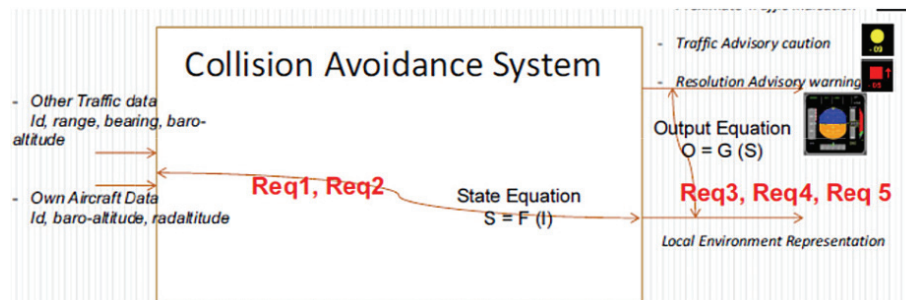 - Traffic Advisory caution
- 09
Collision Avoidance System
- Resolution Advisory warning
- Other Traffic data
Id, range, bearing, baro-
altitude
Output Equation
O = G (S)
Req1, Req2
Req3, Req4, Req 5
- Own Aircraft Data
Id, baro-altitude, radaltitude
State Equation
S = F (I)
Local Environment Representation